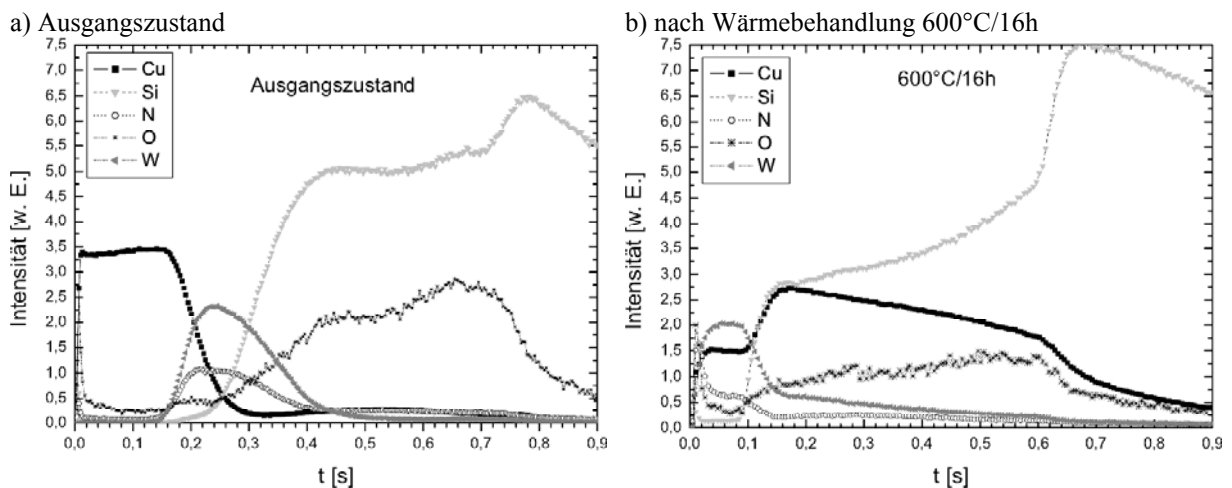 a) Ausgangszustand
7,5
7,0
6,5
6,0
5,5
5,0
4,5
4,0
3,5
3,0
2,5
2,0
1,5
1,0
0,5
0,0
Intensität [w. E.]
Cu
Si
N
O
W
Ausgangszustand
0,0 0,1 0,2 0,3 0,4 0,5 0,6 0,7 0,8 0,9
t [s]
b) nach Wärmebehandlung 600°C/16h
7,5
7,0
6,5
6,0
5,5
5,0
4,5
4,0
3,5
3,0
2,5
2,0
1,5
1,0
0,5
0,0
Intensität [w. E.]
Cu
Si
N
O
W
600°C/16h
0,0 0,1 0,2 0,3 0,4 0,5 0,6 0,7 0,8 0,9
t [s]